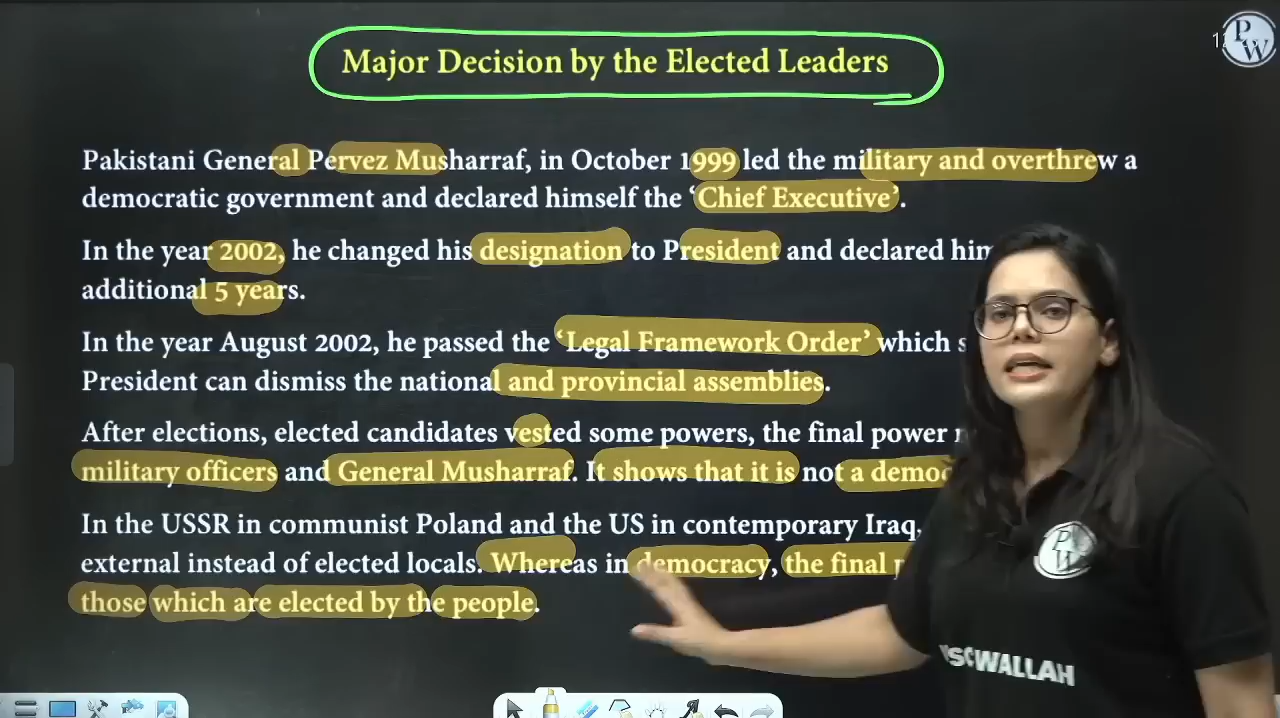 Major Decision by the Elected Leaders
P
W
Pakistani General Pervez Musharraf, in October 1999 led the military and overthrew a
democratic government and declared himself the ‘Chief Executive’.
In the year 2002, he changed his designation to President and declared
additional 5 years.
In the year August 2002, he passed the ‘Legal Framework Order’ which
President can dismiss the national and provincial assemblies.
After elections, elected candidates vested some powers, the final power
military officers and General Musharraf. It shows that it is not a
In the USSR in communist Poland and the US in contemporary Iraq,
external instead of elected locals. Whereas in democracy, the final
those which are elected by the people.
P
W
SCWALLAH